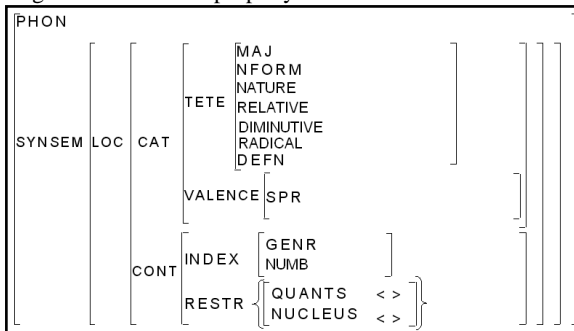 PHON
MAJ
NFORM
NATURE
TETE RELATIVE
DIMINUTIVE
SYNSEM LOC CAT RADICAL
DEFN
VALENCE SPR
GENR
INDEX NUMB
CONT
QUANTS < >
RESTR NUCLEUS < >